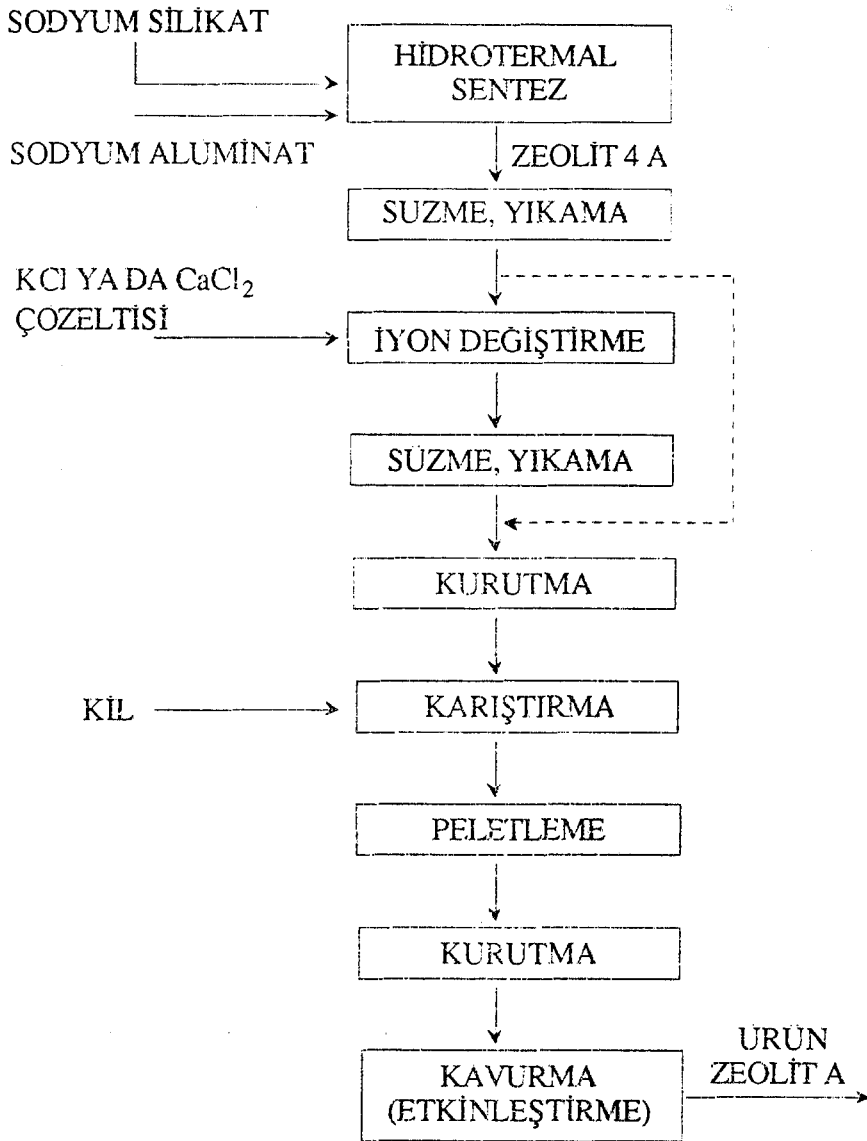 SODYUM SİLİKAT
HİDROTERMAL
SENTEZ
SODYUM ALUMİNAT
ZEOLİT 4 A
SUZME, YIKAMA
KCl YA DA CaCl₂
ÇOZELTİSİ
İYON DEĞİŞTİRME
SÜZME, YIKAMA
KURUTMA
KİL
KARIŞTIRMA
PELETLEME
KURUTMA
KAVURMA
(ETKİNLEŞTİRME)
URÜN
ZEOLİT A